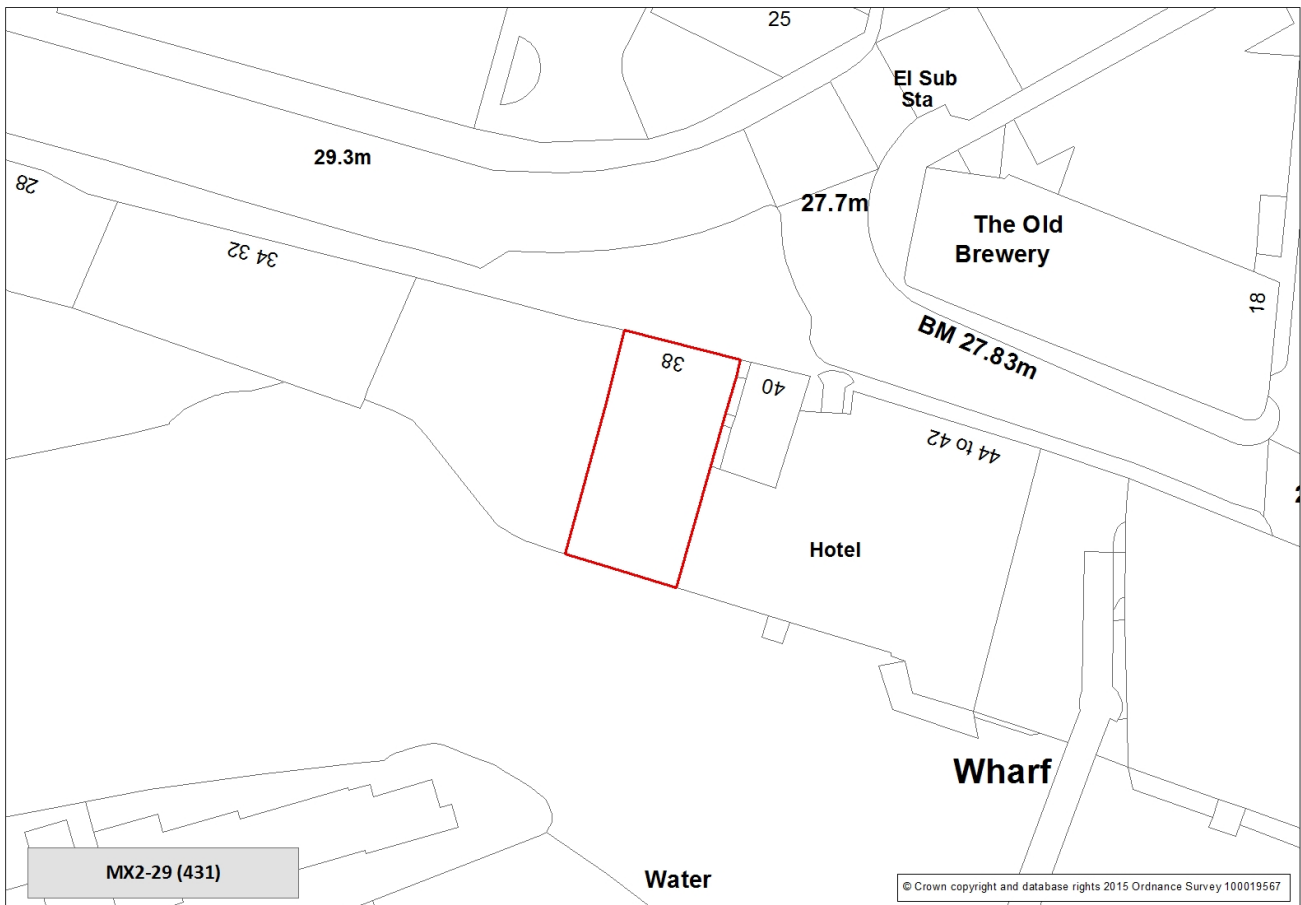 25
El Sub
Sta
29.3m
28
27.7m
The Old
Brewery
34 32
18
BM 27.83m
38
40
44 to 42
Hotel
Wharf
MX2-29 (431)
Water
© Crown copyright and database rights 2015 Ordnance Survey 100019567